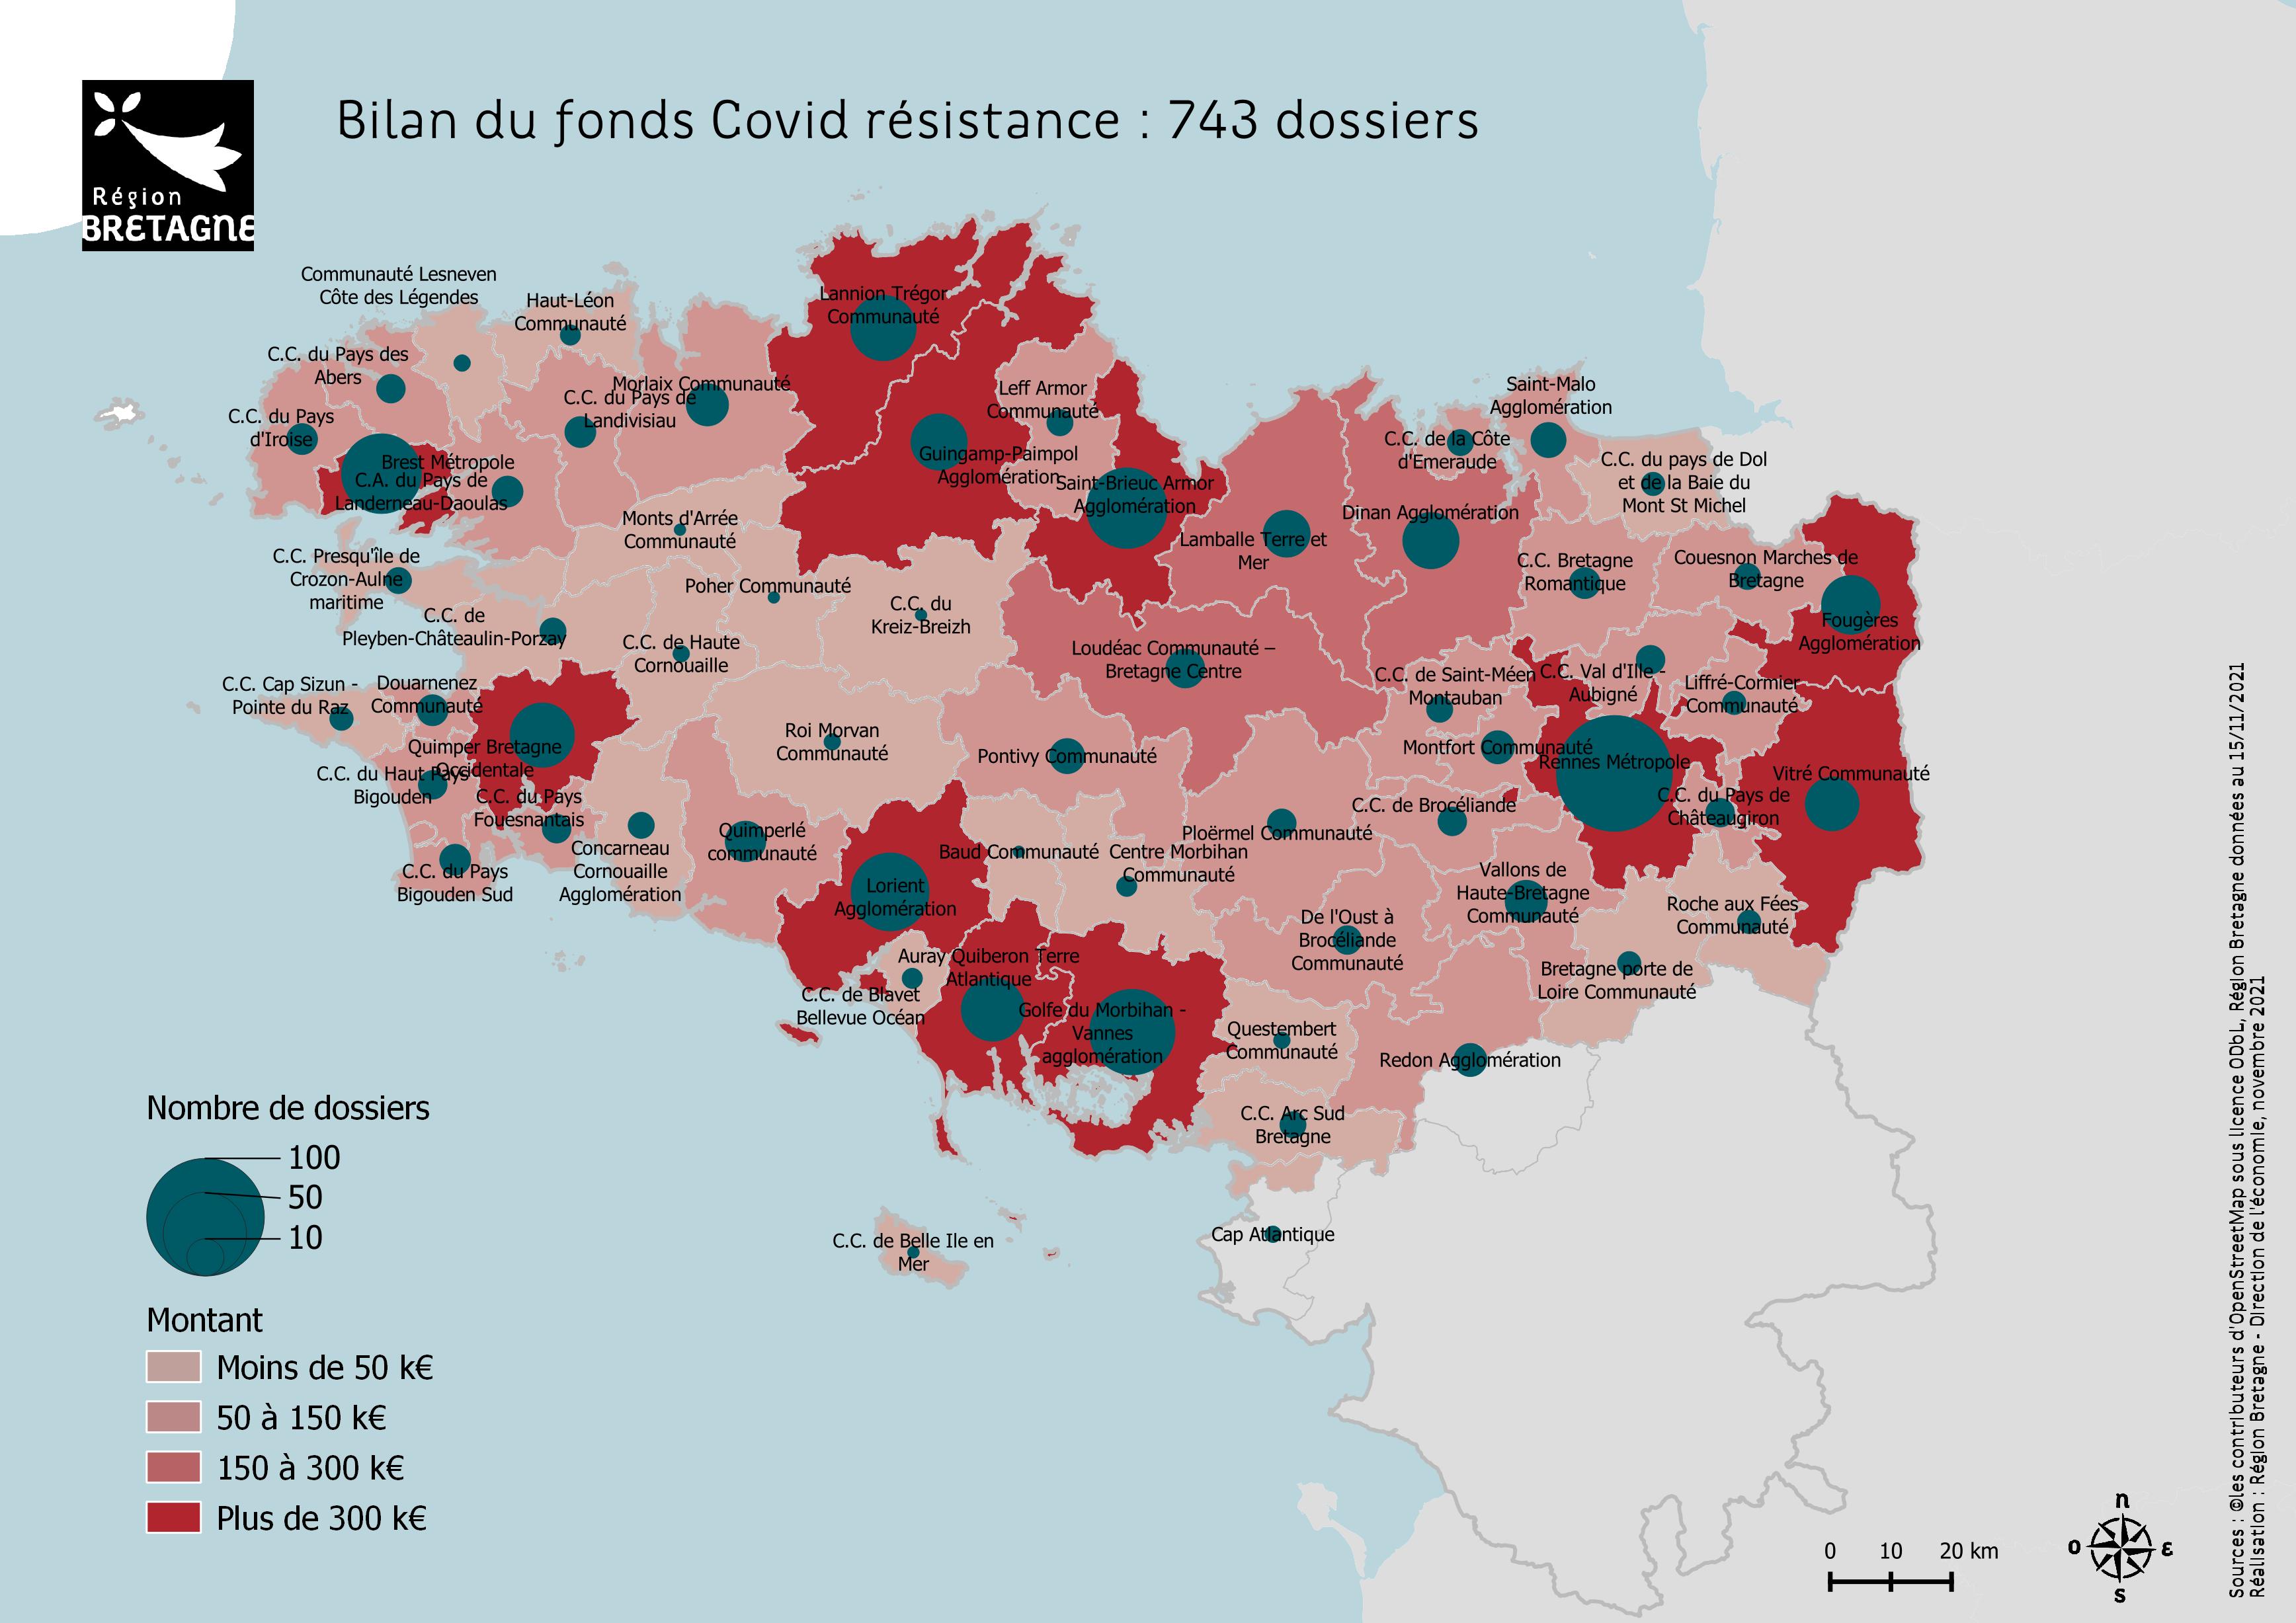 Bilan du fonds Covid résistance : 743 dossiers
Région
BRETAGNE
Communauté Lesneven
Côte des Légendes
Haut-Léon
Communauté
Lannion Trégor
Communauté
C.C. du Pays des
Abers
Morlaix Communauté
C.C. du Pays de
Landivisiau
Leff Armor
Communauté
Saint-Malo
Agglomération
C.C. du Pays
d'Iroise
C.C. de la Côte
d'Emeraude
Guingamp-Paimpol
Agglomération
Brest Métropole
C.A. du Pays de
Landerneau-Daoulas
Saint-Brieuc Armor
Agglomération
C.C. du pays de Dol
et de la Baie du
Mont St Michel
Dinan Agglomération
Monts d'Arrée
Communauté
Lamballe Terre et
Mer
C.C. Presqu'île de
Crozon-Aulne
maritime
C.C. Bretagne
Romantique
Couesnon Marches de
Bretagne
Poher Communauté
C.C. du
Kreiz-Breizh
C.C. de
Pleyben-Châteaulin-Porzay
Fougères
Agglomération
C.C. de Haute
Cornouaille
Loudéac Communauté –
Bretagne Centre
C.C. de Saint-Méen
Montauban
C.C. Val d'Ille -
Aubigné
Liffré-Cormier
Communauté
C.C. Cap Sizun -
Pointe du Raz
Douarnenez
Communauté
Roi Morvan
Communauté
Quimper Bretagne
Occidentale
Pontivy Communauté
Montfort Communauté
Rennes Métropole
Vitré Communauté
C.C. du Haut Pays
Bigouden
C.C. du Pays
Fouesnantais
C.C. du Pays de
Châteaugiron
C.C. de Brocéliande
Quimperlé
communauté
Ploërmel Communauté
Concarneau
Cornouaille
Agglomération
Baud Communauté
Centre Morbihan
Communauté
C.C. du Pays
Bigouden Sud
Vallons de
Haute-Bretagne
Communauté
Lorient
Agglomération
Roche aux Fées
Communauté
De l'Oust à
Brocéliande
Communauté
Auray Quiberon Terre
Atlantique
Bretagne porte de
Loire Communauté
C.C. de Blavet
Bellevue Océan
Golfe du Morbihan -
Vannes
agglomération
Questembert
Communauté
Redon Agglomération
C.C. Arc Sud
Bretagne
Cap Atlantique
C.C. de Belle Ile en
Mer
Nombre de dossiers
100
50
10
Montant
Moins de 50 k€
50 à 150 k€
150 à 300 k€
Plus de 300 k€
0 10 20 km
n
o
ε
s
Sources : ©les contributeurs d'OpenStreetMap sous licence ODbL, Région Bretagne données au 15/11/2021
Réalisation : Région Bretagne - Direction de l'économie, novembre 2021